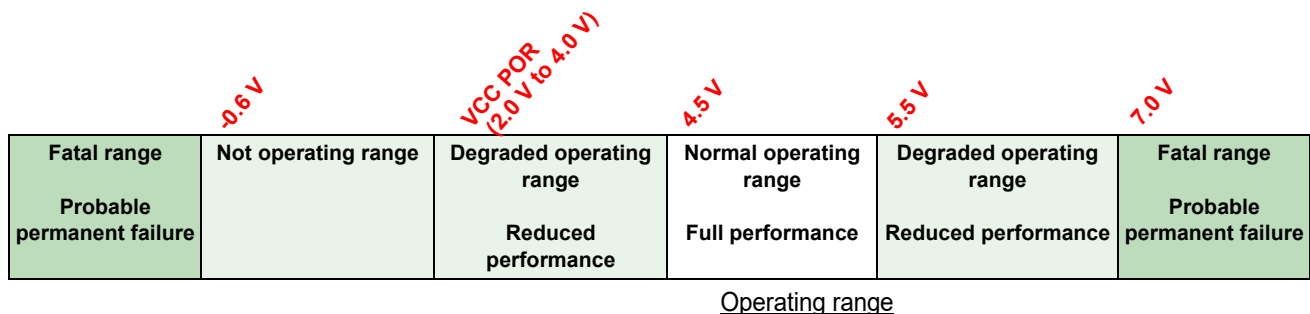 -0.6 V
VCC POR
(2.0 V to 4.0 V)
4.5 V
5.5 V
7.0 V
Fatal range
Probable
permanent failure
Not operating range
Degraded operating
range
Reduced
performance
Normal operating
range
Full performance
Degraded operating
range
Reduced performance
Fatal range
Probable
permanent failure
Operating range